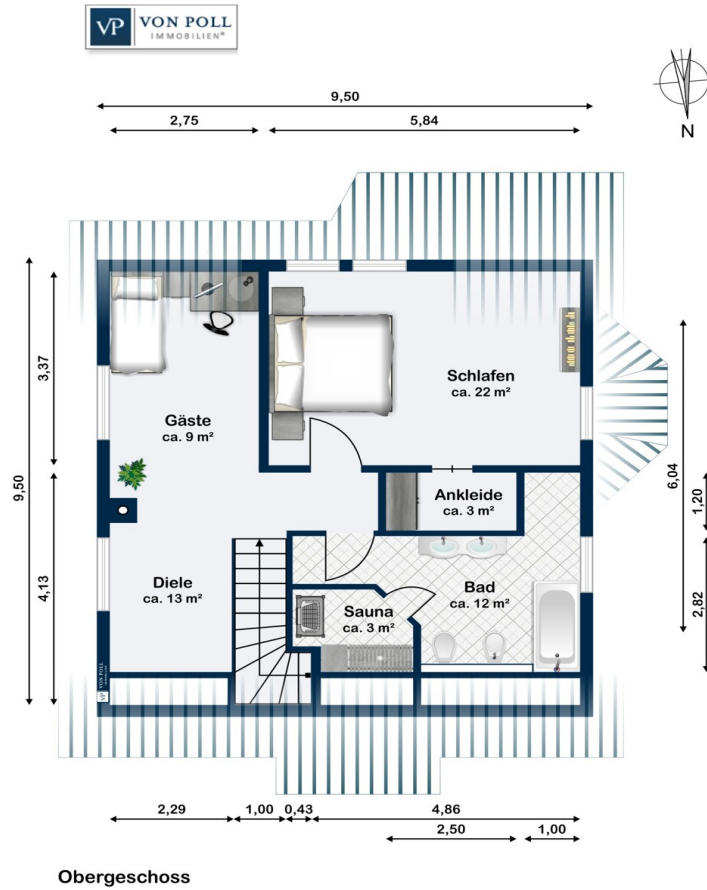 VP VON POLL
IMMOBILIEN®
N
9,50
2,75 5,84
3,37
9,50
4,13
6,04
1,20
2,82
Schlafen
ca. 22 m²
Gäste
ca. 9 m²
Ankleide
ca. 3 m²
Diele
ca. 13 m²
Bad
ca. 12 m²
Sauna
ca. 3 m²
VP VON POLL
2,29 1,00 0,43 4,86
2,50 1,00
Obergeschoss